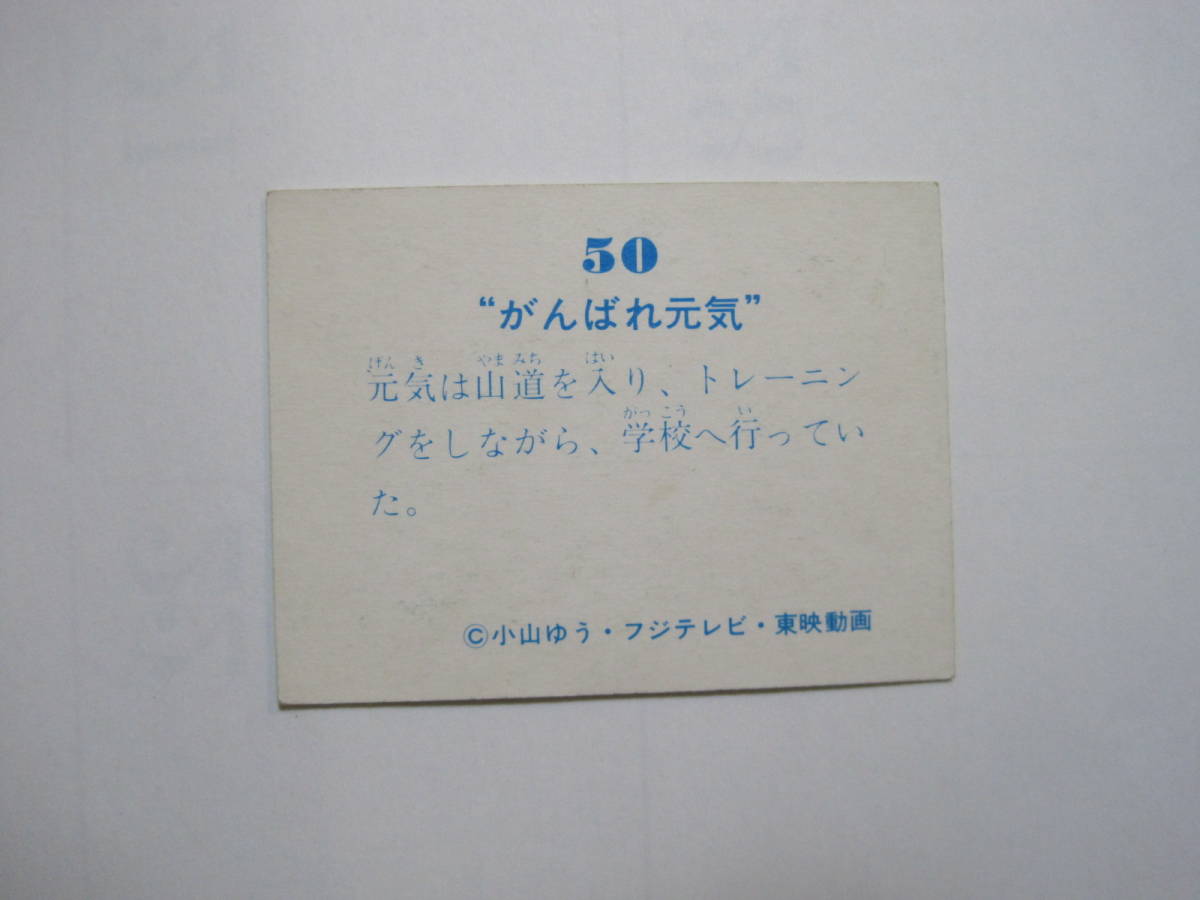 50
“がんばれ元気”
元気は山道を入り、トレーニン
グをしながら、学校へ行ってい
た。
©小山ゆう・フジテレビ・東映動画